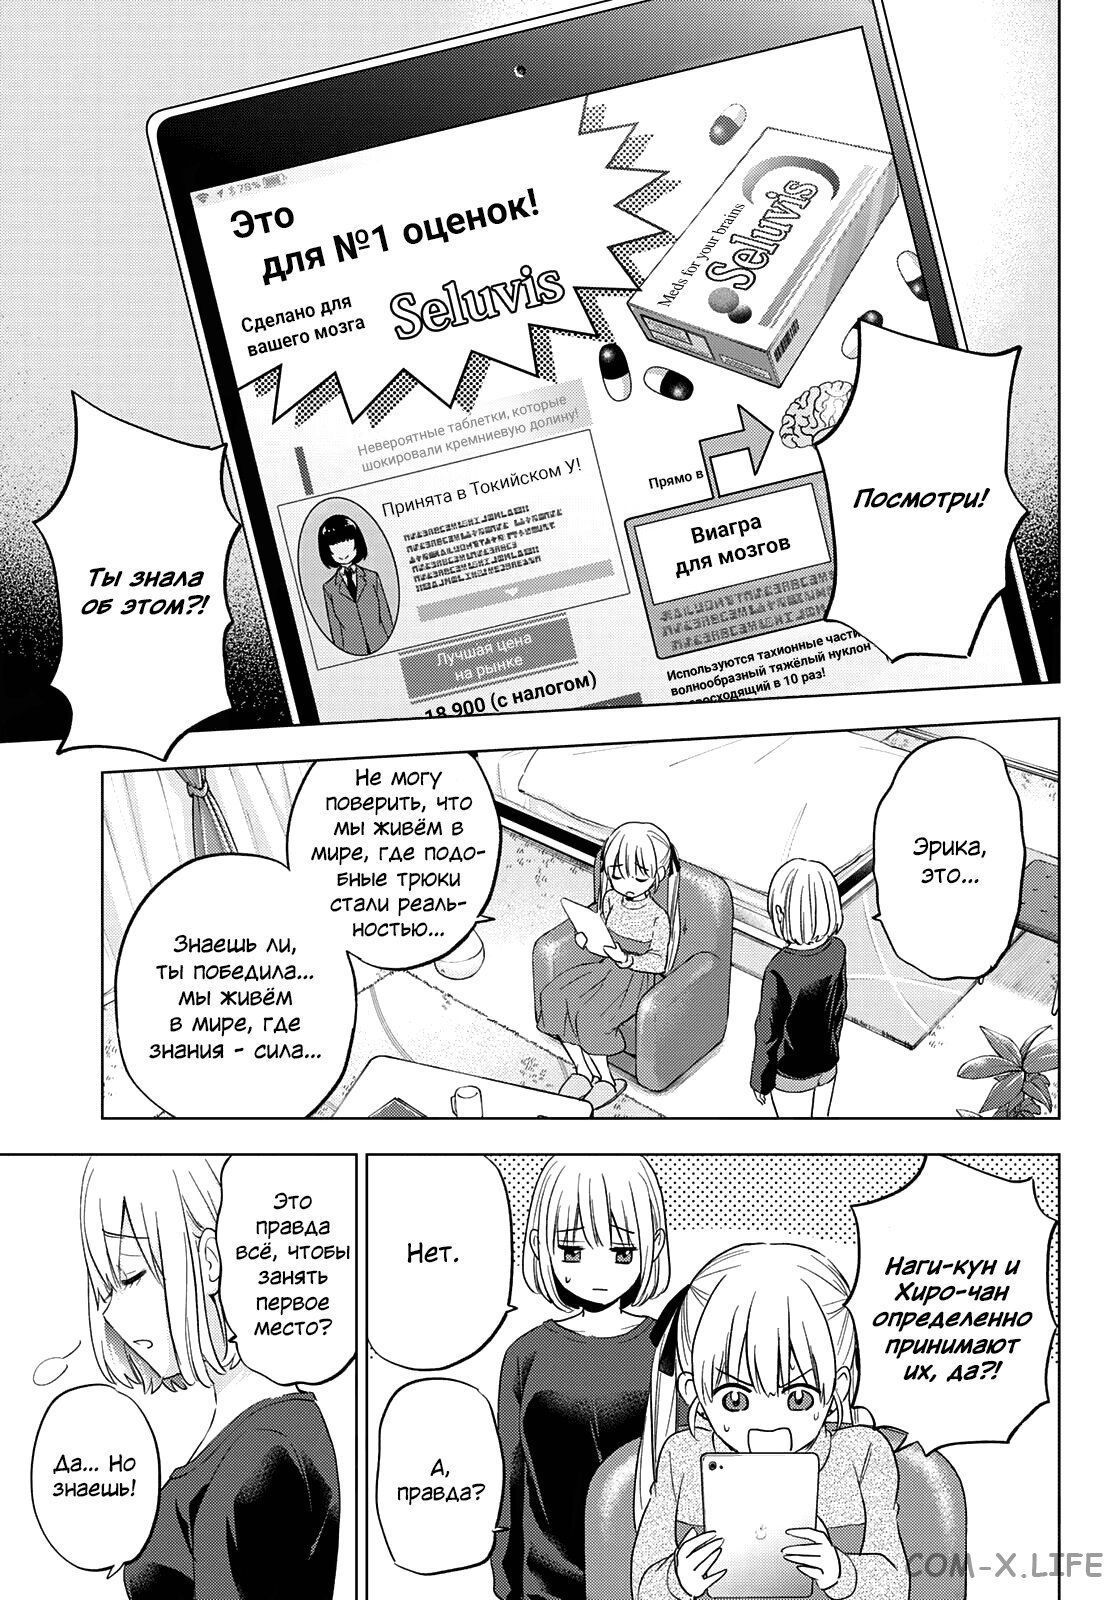 Посмотри!
78%
Это
для №1 оценок!
Сделано для
вашего мозга
Seluvis
Meds for your brains
Seluvis
Невероятные таблетки, которые
шокировали кремниевую долину!
Принята в Токийском У!
Лучшая цена
на рынке
18,900 (с налогом)
Прямо в
Виагра
для мозгов
Используются тахионные части
волнообразный тяжёлый нуклон
в 10 раз!
Ты знала
об этом?!
Эрика,
это...
Не могу
поверить, что
мы живём в
мире, где подо-
бные трюки
стали реаль-
ностью...
Знаешь ли,
ты победила...
мы живём
в мире, где
знания - сила...
Наги-кун и
Хиро-чан
определенно
принимают
их, да?!
Нет.
А,
правда?
Это
правда
всё, чтобы
занять
первое
место?
Да... Но
знаешь!
COM-X.LIFE